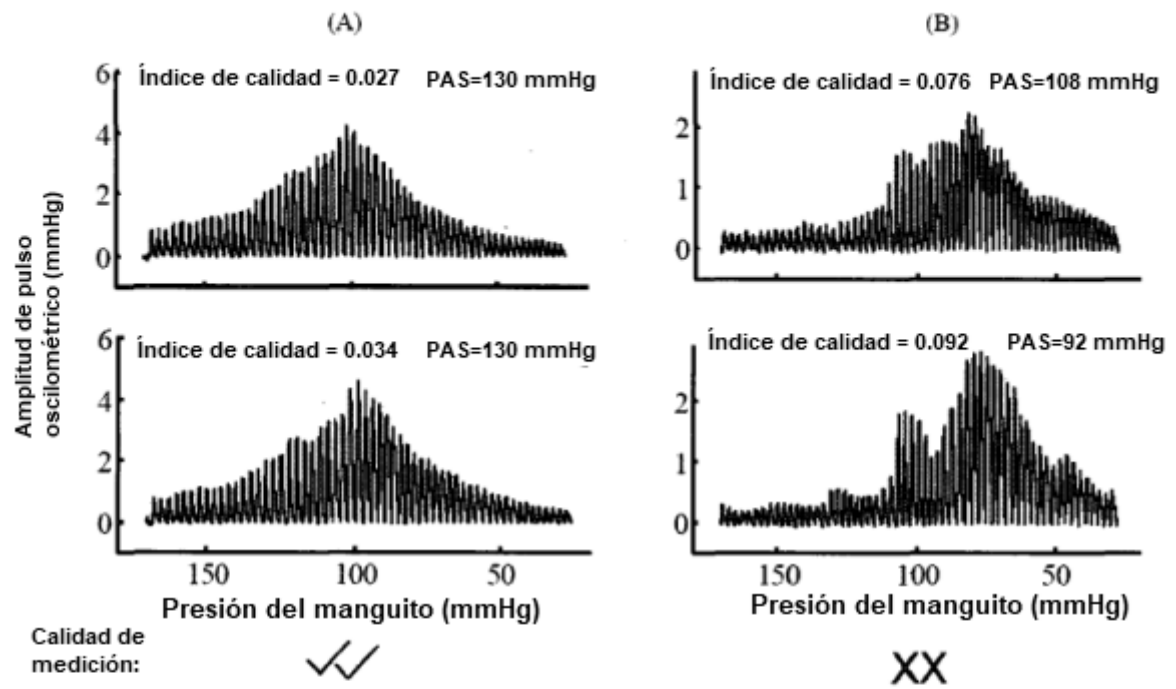 (A)
Índice de calidad = 0.027 PAS=130 mmHg
6
4
2
0
Índice de calidad = 0.034 PAS=130 mmHg
6
4
2
0
150 100 50
Presión del manguito (mmHg)
Amplitud de pulso
oscilométrico (mmHg)
(B)
Índice de calidad = 0.076 PAS=108 mmHg
2
1
0
Índice de calidad = 0.092 PAS=92 mmHg
2
1
0
150 100 50
Presión del manguito (mmHg)
Calidad de
medición:
✓✓
XX